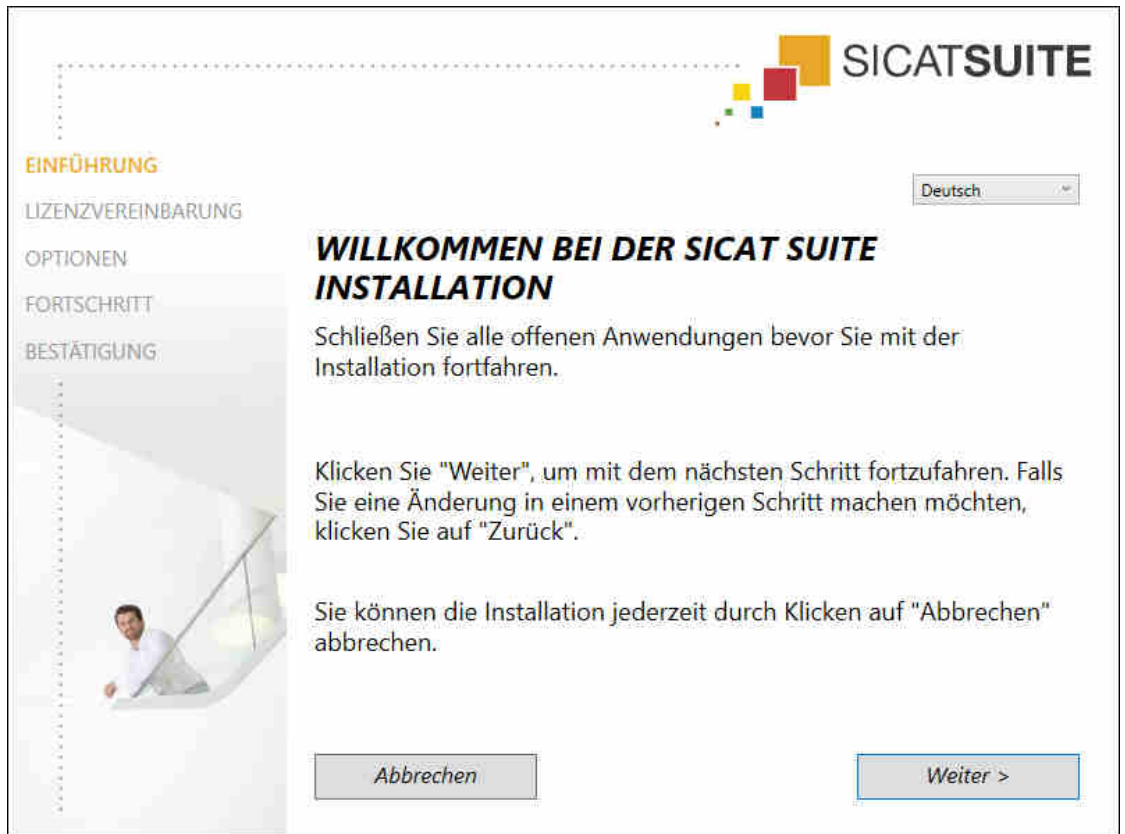 SICATSUITE
EINFÜHRUNG
LIZENZVEREINBARUNG
OPTIONEN
FORTSCHRITT
BESTÄTIGUNG
Deutsch
WILLKOMMEN BEI DER SICAT SUITE
INSTALLATION
Schließen Sie alle offenen Anwendungen bevor Sie mit der
Installation fortfahren.
Klicken Sie "Weiter", um mit dem nächsten Schritt fortzufahren. Falls
Sie eine Änderung in einem vorherigen Schritt machen möchten,
klicken Sie auf "Zurück".
Sie können die Installation jederzeit durch Klicken auf "Abbrechen"
abbrechen.
Abbrechen
Weiter >